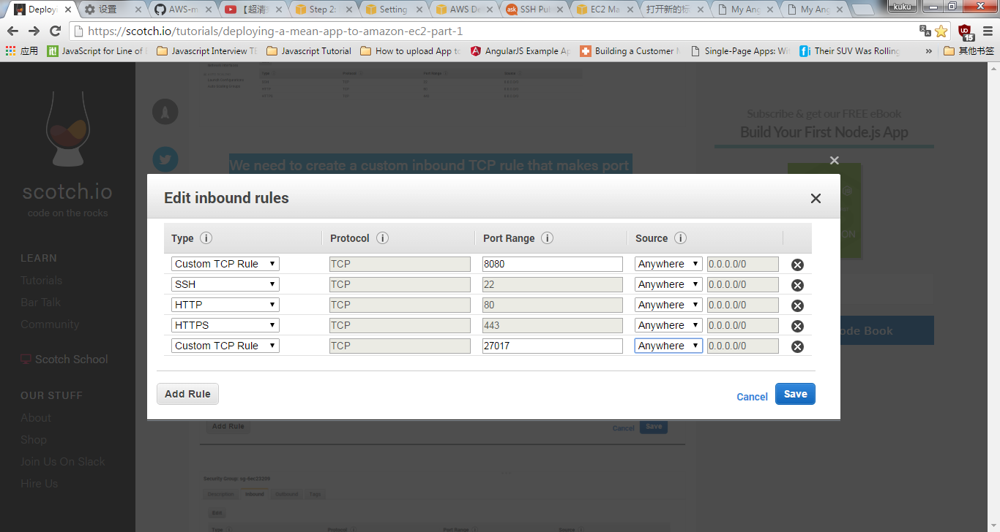 Deployi
设置
AWS-m
【超清
Step 2:
Setting
AWS De
SSH Pu
EC2 Ma
打开新的标
My Ang
My Ang
kuku
https://scotch.io/tutorials/deploying-a-mean-app-to-amazon-ec2-part-1
15
应用
JavaScript for Line of
Javascript Interview TE
Javascript Tutorial
How to upload App to
AngularJS Example Ap
Building a Customer
Single-Page Apps: Wi
Their SUV Was Rolling
»
其他书签
scotch.io
code on the rocks
LEARN
Tutorials
Bar Talk
Community
Scotch School
OUR STUFF
About
Shop
Join Us On Slack
Hire Us
We need to create a custom inbound TCP rule that makes port
Subscribe & get our FREE eBook
Build Your First Node.js App
ode Book
Edit inbound rules
Type Protocol Port Range Source
Custom TCP Rule TCP 8080 Anywhere 0.0.0.0/0
SSH TCP 22 Anywhere 0.0.0.0/0
HTTP TCP 80 Anywhere 0.0.0.0/0
HTTPS TCP 443 Anywhere 0.0.0.0/0
Custom TCP Rule TCP 27017 Anywhere 0.0.0.0/0
Add Rule
Cancel Save
Add Rule
Cancel Save
Description Inbound Outbound Tags
Edit
Type Protocol Port Range Source